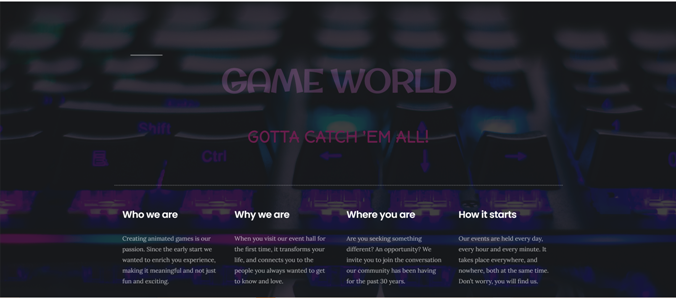 GAME WORLD
GOTTA CATCH 'EM ALL!
Shift
Ctrl
Who we are
Creating animated games is our
passion. Since the early start we
wanted to enrich you experience,
making it meaningful and not just
fun and exciting.
Why we are
When you visit our event hall for
the first time, it transforms your
life, and connects you to the
people you always wanted to get
to know and love.
Where you are
Are you seeking something
different? An opportunity? We
invite you to join the conversation
our community has been having
for the past 30 years.
How it starts
Our events are held every day,
every hour and every minute. It
takes place everywhere, and
nowhere, both at the same time.
Don't worry, you will find us.